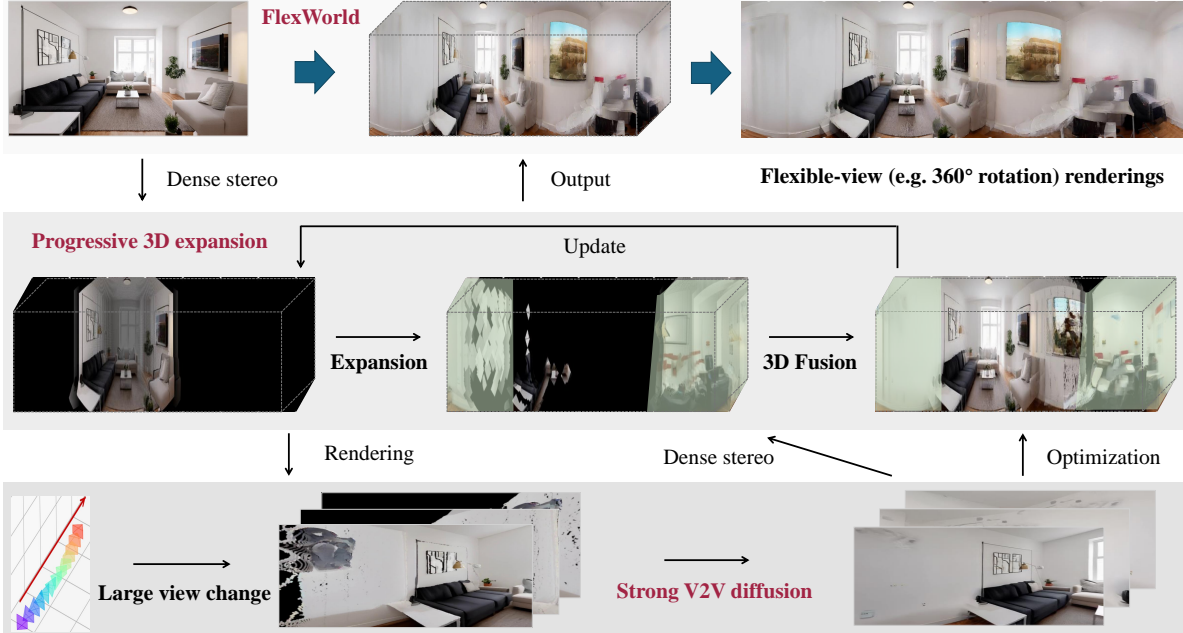 FlexWorld
Dense stereo
Output
Flexible-view (e.g. 360° rotation) renderings
Progressive 3D expansion
Update
Expansion
3D Fusion
Rendering
Dense stereo
Optimization
Large view change
Strong V2V diffusion